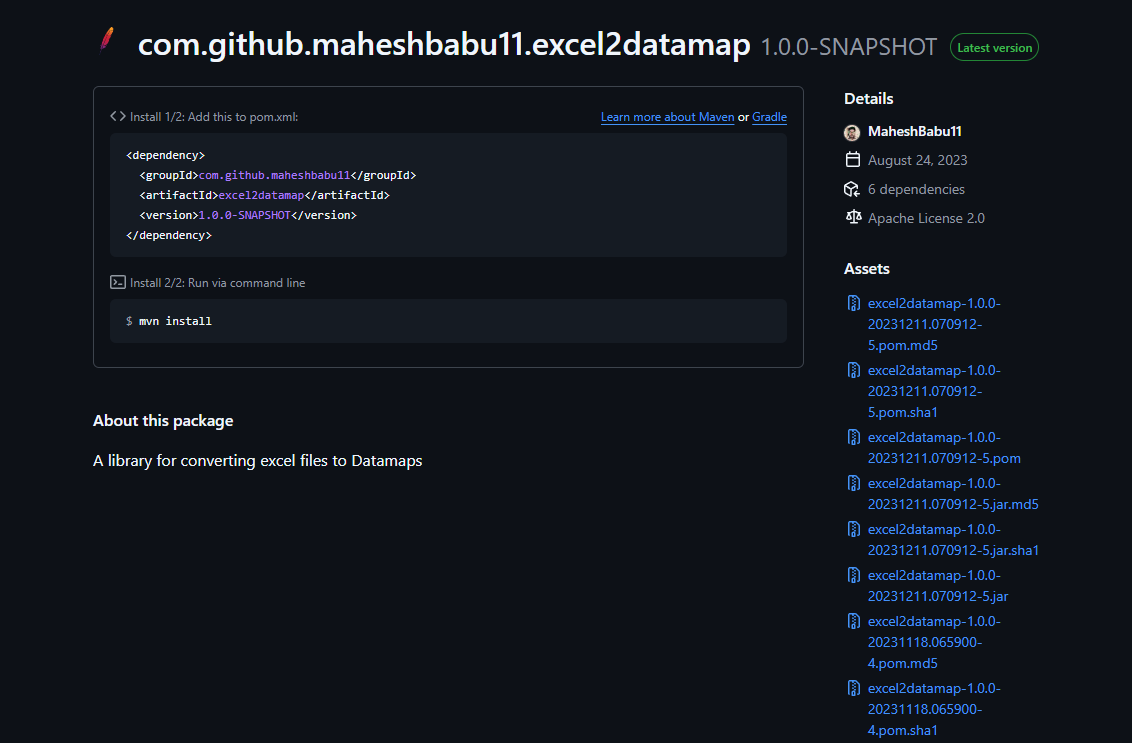 com.github.maheshbabu11.excel2datamap 1.0.0-SNAPSHOT Latest version
Install 1/2: Add this to pom.xml: Learn more about Maven or Gradle
<dependency>
  <groupId>com.github.maheshbabu11</groupId>
  <artifactId>excel2datamap</artifactId>
  <version>1.0.0-SNAPSHOT</version>
</dependency>
Install 2/2: Run via command line
$ mvn install
About this package
A library for converting excel files to Datamaps
Details
MaheshBabu11
August 24, 2023
6 dependencies
Apache License 2.0
Assets
excel2datamap-1.0.0-
20231211.070912-
5.pom.md5
excel2datamap-1.0.0-
20231211.070912-
5.pom.sha1
excel2datamap-1.0.0-
20231211.070912-5.pom
excel2datamap-1.0.0-
20231211.070912-5.jar.md5
excel2datamap-1.0.0-
20231211.070912-5.jar.sha1
excel2datamap-1.0.0-
20231211.070912-5.jar
excel2datamap-1.0.0-
20231118.065900-
4.pom.md5
excel2datamap-1.0.0-
20231118.065900-
4.pom.sha1